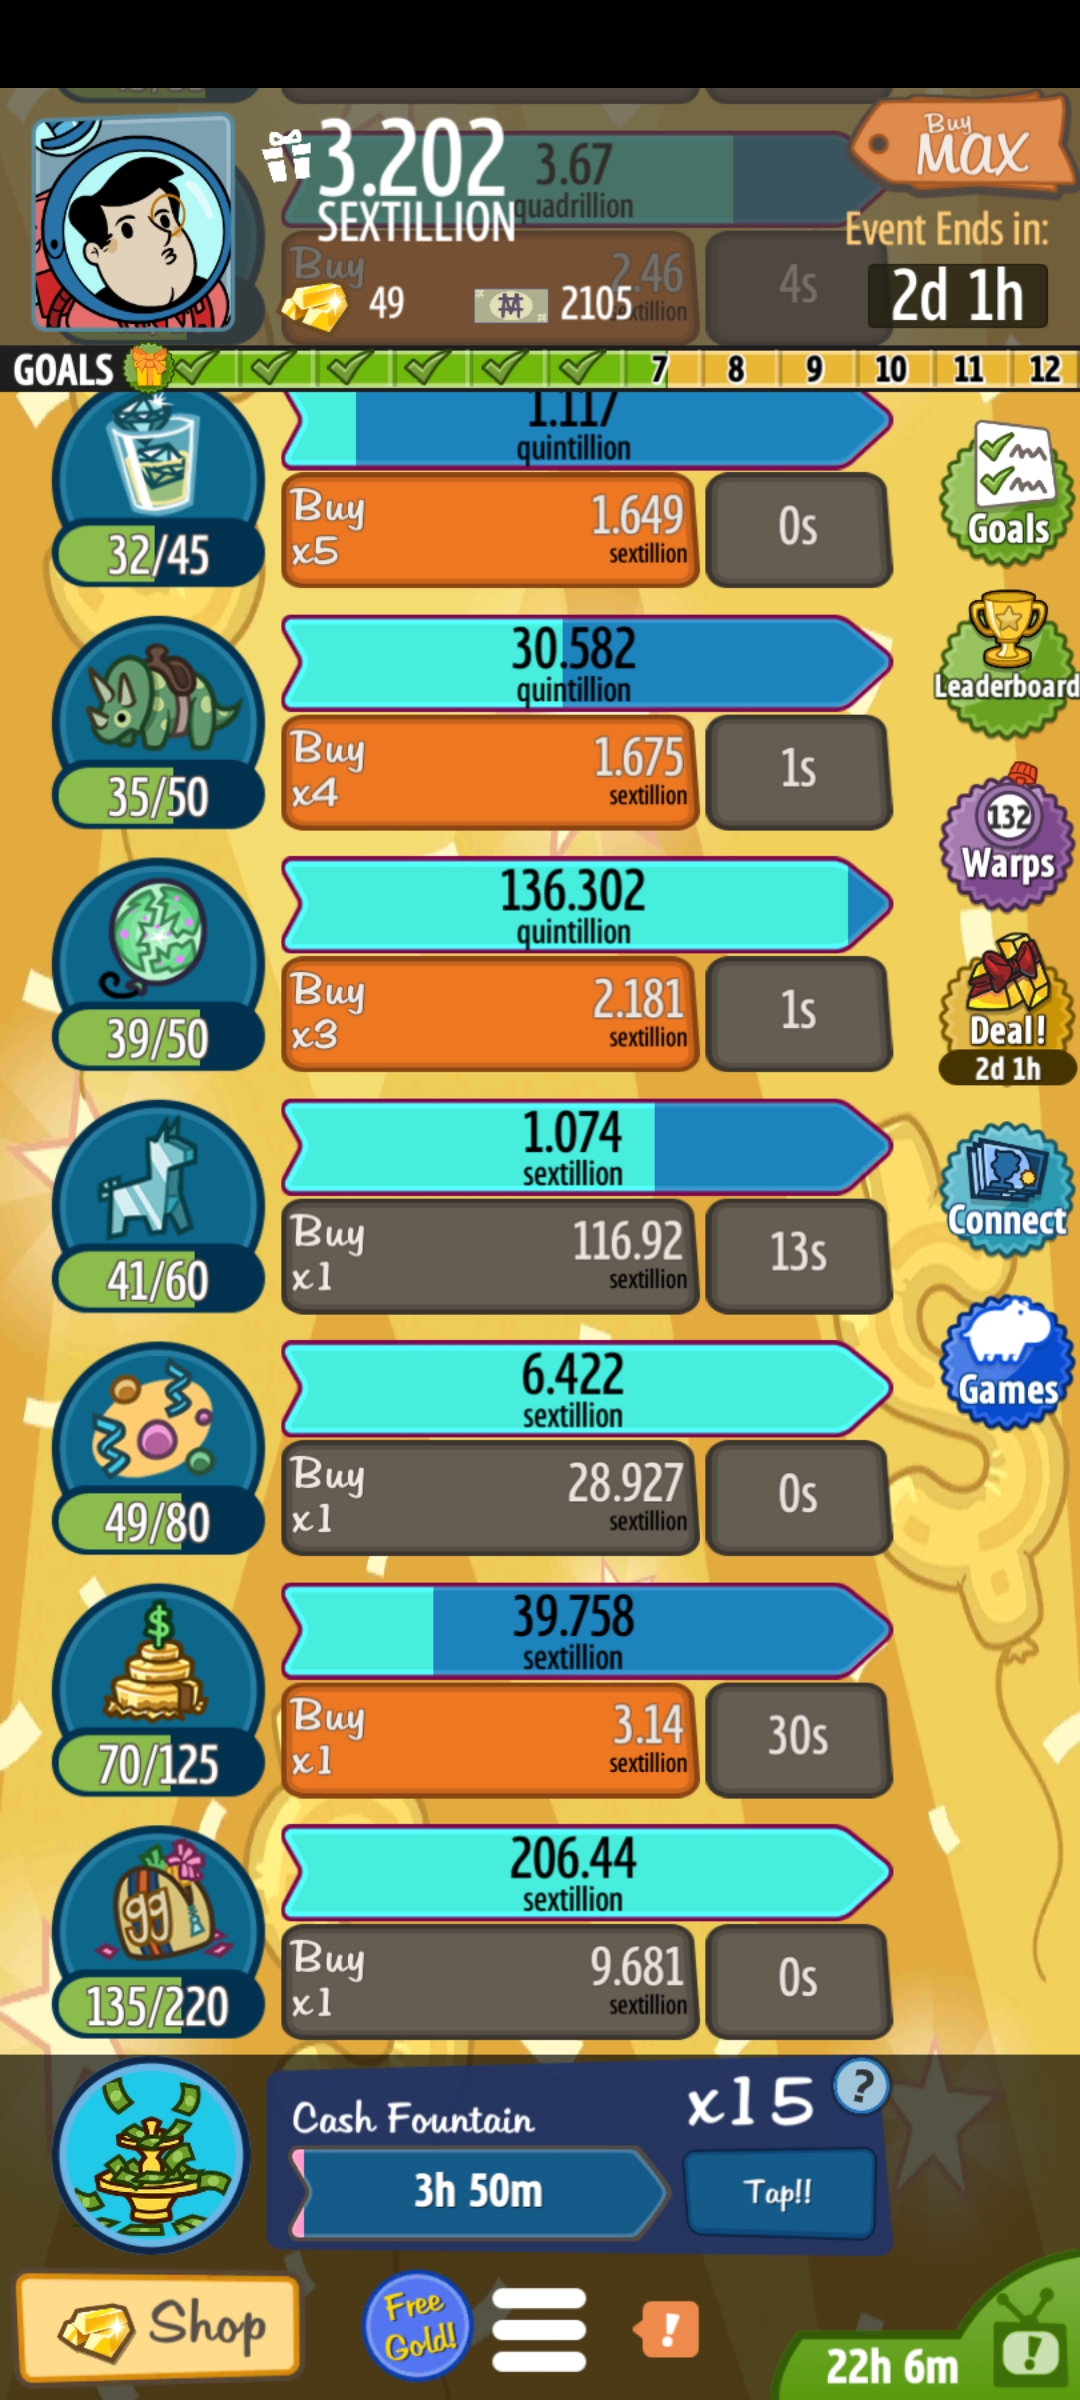 3.202
SEXTILLION
3.67
quadrillion
Buy
MAX
Event Ends in:
2d 1h
Buy
2.46
4s
49
2105
GOALS
7
8
9
10
11
12
1.117
quintillion
Buy
x5
1.649
sextillion
0s
32/45
Goals
30.582
quintillion
Buy
x4
1.675
sextillion
1s
35/50
Leaderboard
136.302
quintillion
Buy
x3
2.181
sextillion
1s
39/50
132
Warps
Deal!
2d 1h
1.074
sextillion
Buy
x1
116.92
sextillion
13s
41/60
Connect
6.422
sextillion
Buy
x1
28.927
sextillion
0s
49/80
Games
39.758
sextillion
Buy
x1
3.14
sextillion
30s
$
70/125
206.44
sextillion
Buy
x1
9.681
sextillion
0s
99
135/220
Cash Fountain
x15
?
3h 50m
Tap!!
Shop
Free
Gold!
!
22h 6m
!